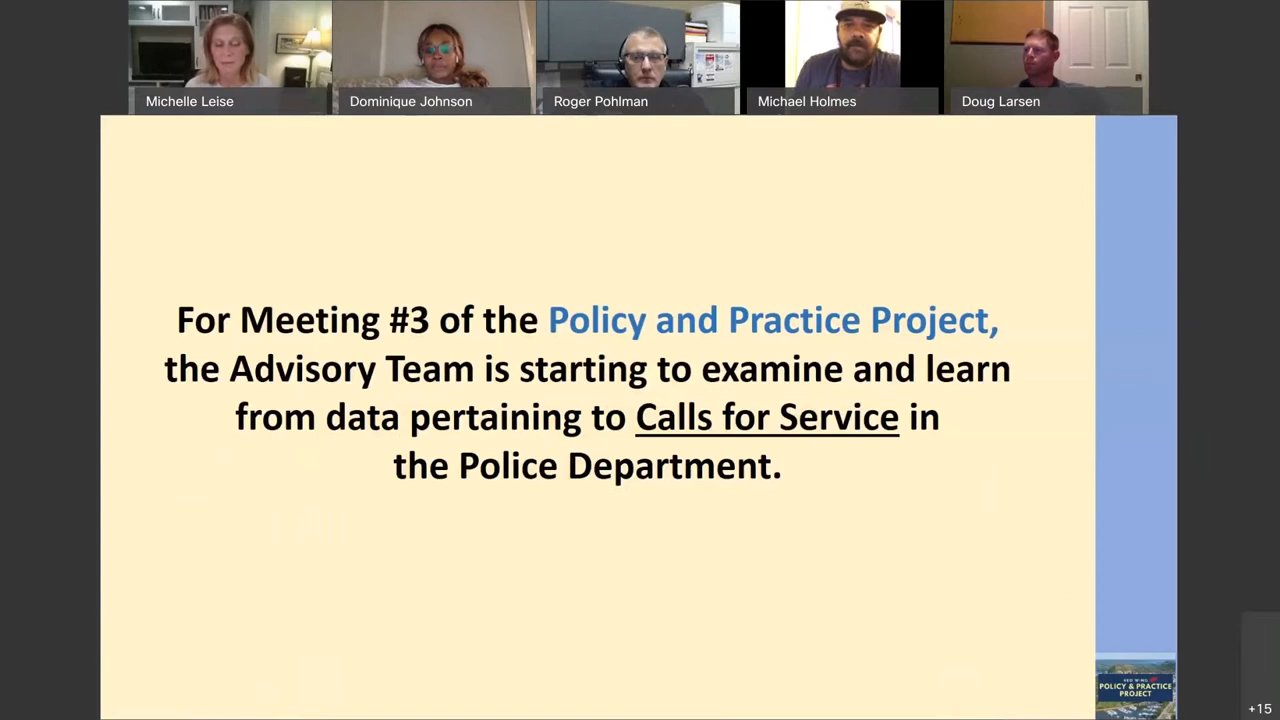 Michelle Leise
Dominique Johnson
Roger Pohlman
Michael Holmes
Doug Larsen
For Meeting #3 of the Policy and Practice Project,
the Advisory Team is starting to examine and learn
from data pertaining to Calls for Service in
the Police Department.
RED WING
POLICY & PRACTICE
PROJECT
+15